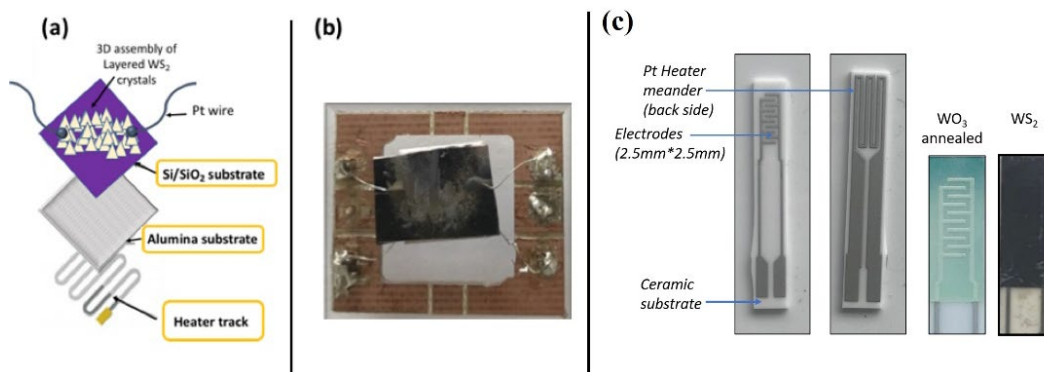 (a)
3D assembly of
Layered WS₂
crystals
Pt wire
Si/SiO₂ substrate
Alumina substrate
Heater track
(b)
(c)
Pt Heater
meander
(back side)
Electrodes
(2.5mm*2.5mm)
Ceramic
substrate
WO₃
annealed
WS₂